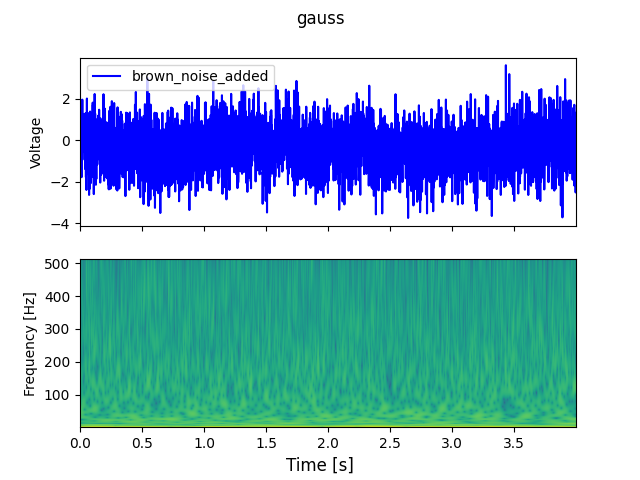 gauss
brown_noise_added
Voltage
2
0
−2
−4
Frequency [Hz]
500
400
300
200
100
0.0 0.5 1.0 1.5 2.0 2.5 3.0 3.5
Time [s]